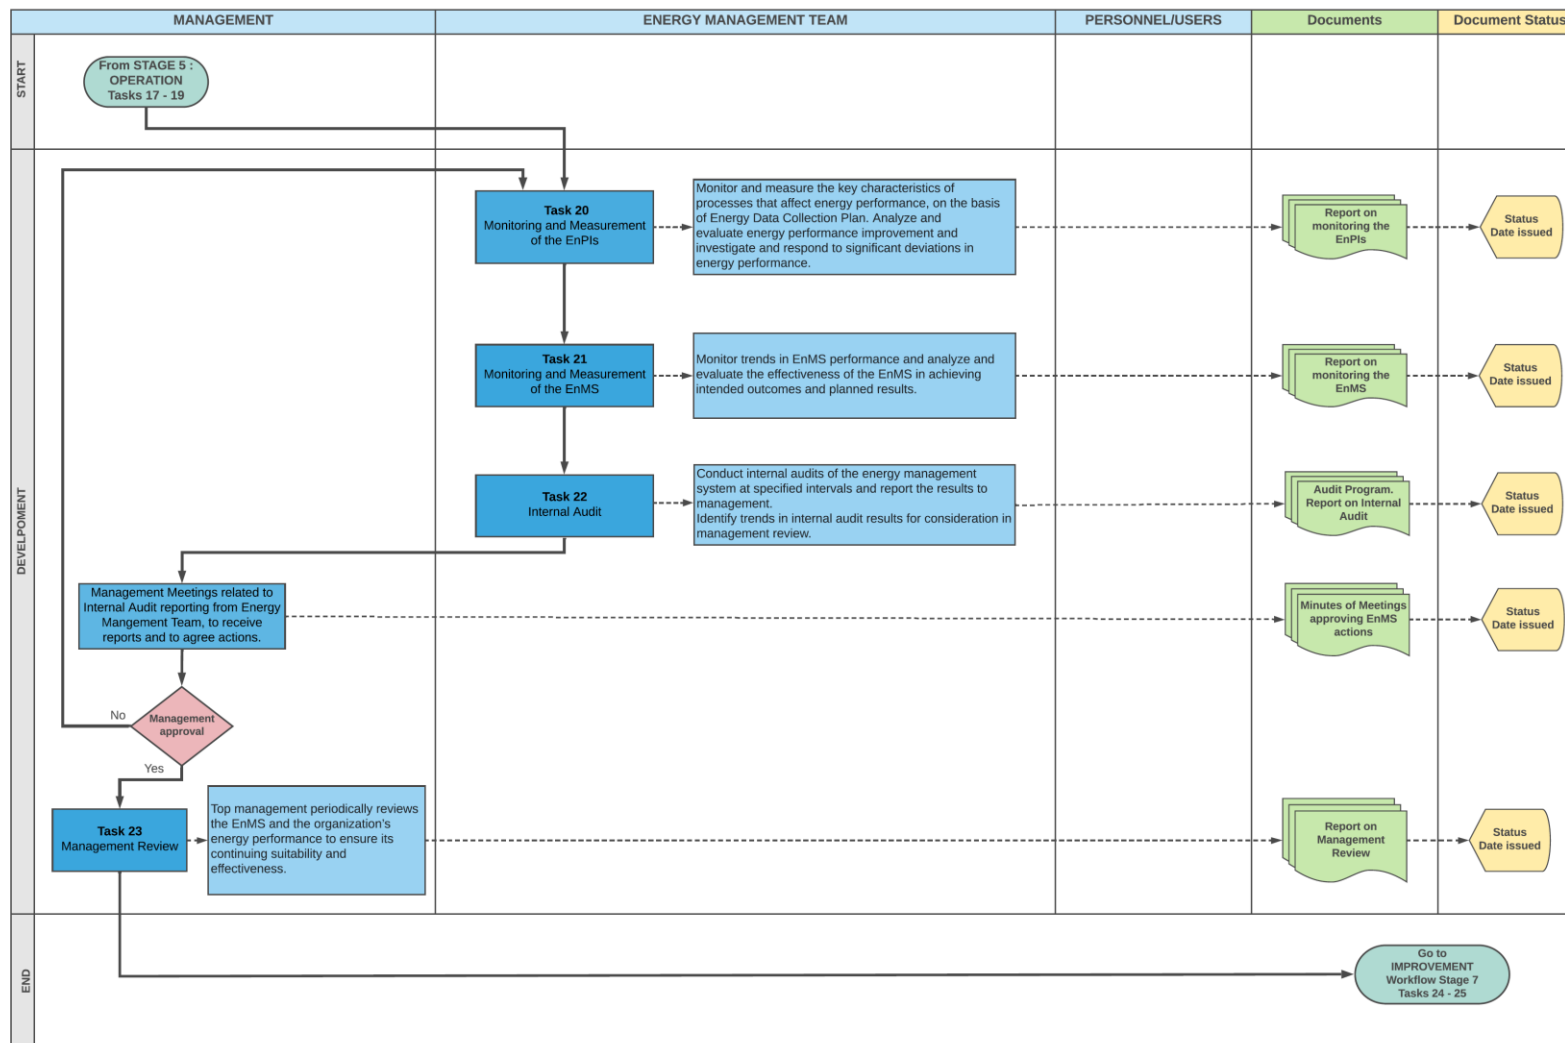 MANAGEMENT
ENERGY MANAGEMENT TEAM
PERSONNEL/USERS
Documents
Document Status
START
From STAGE 5 :
OPERATION
Tasks 17 - 19
DEVELPOMENT
Task 20
Monitoring and Measurement
of the EnPIs
Monitor and measure the key characteristics of
processes that affect energy performance, on the basis
of Energy Data Collection Plan. Analyze and
evaluate energy performance improvement and
investigate and respond to significant deviations in
energy performance.
Report on
monitoring the
EnPIs
Status
Date issued
Task 21
Monitoring and Measurement
of the EnMS
Monitor trends in EnMS performance and analyze and
evaluate the effectiveness of the EnMS in achieving
intended outcomes and planned results.
Report on
monitoring the
EnMS
Status
Date issued
Task 22
Internal Audit
Conduct internal audits of the energy management
system at specified intervals and report the results to
management.
Identify trends in internal audit results for consideration in
management review.
Audit Program.
Report on Internal
Audit
Status
Date issued
Management Meetings related to
Internal Audit reporting from Energy
Mangement Team, to receive
reports and to agree actions.
Minutes of Meetings
approving EnMS
actions
Status
Date issued
Management
approval
No
Yes
Task 23
Management Review
Top management periodically reviews
the EnMS and the organization's
energy performance to ensure its
continuing suitability and
effectiveness.
Report on
Management
Review
Status
Date issued
END
Go to
IMPROVEMENT
Workflow Stage 7
Tasks 24 - 25